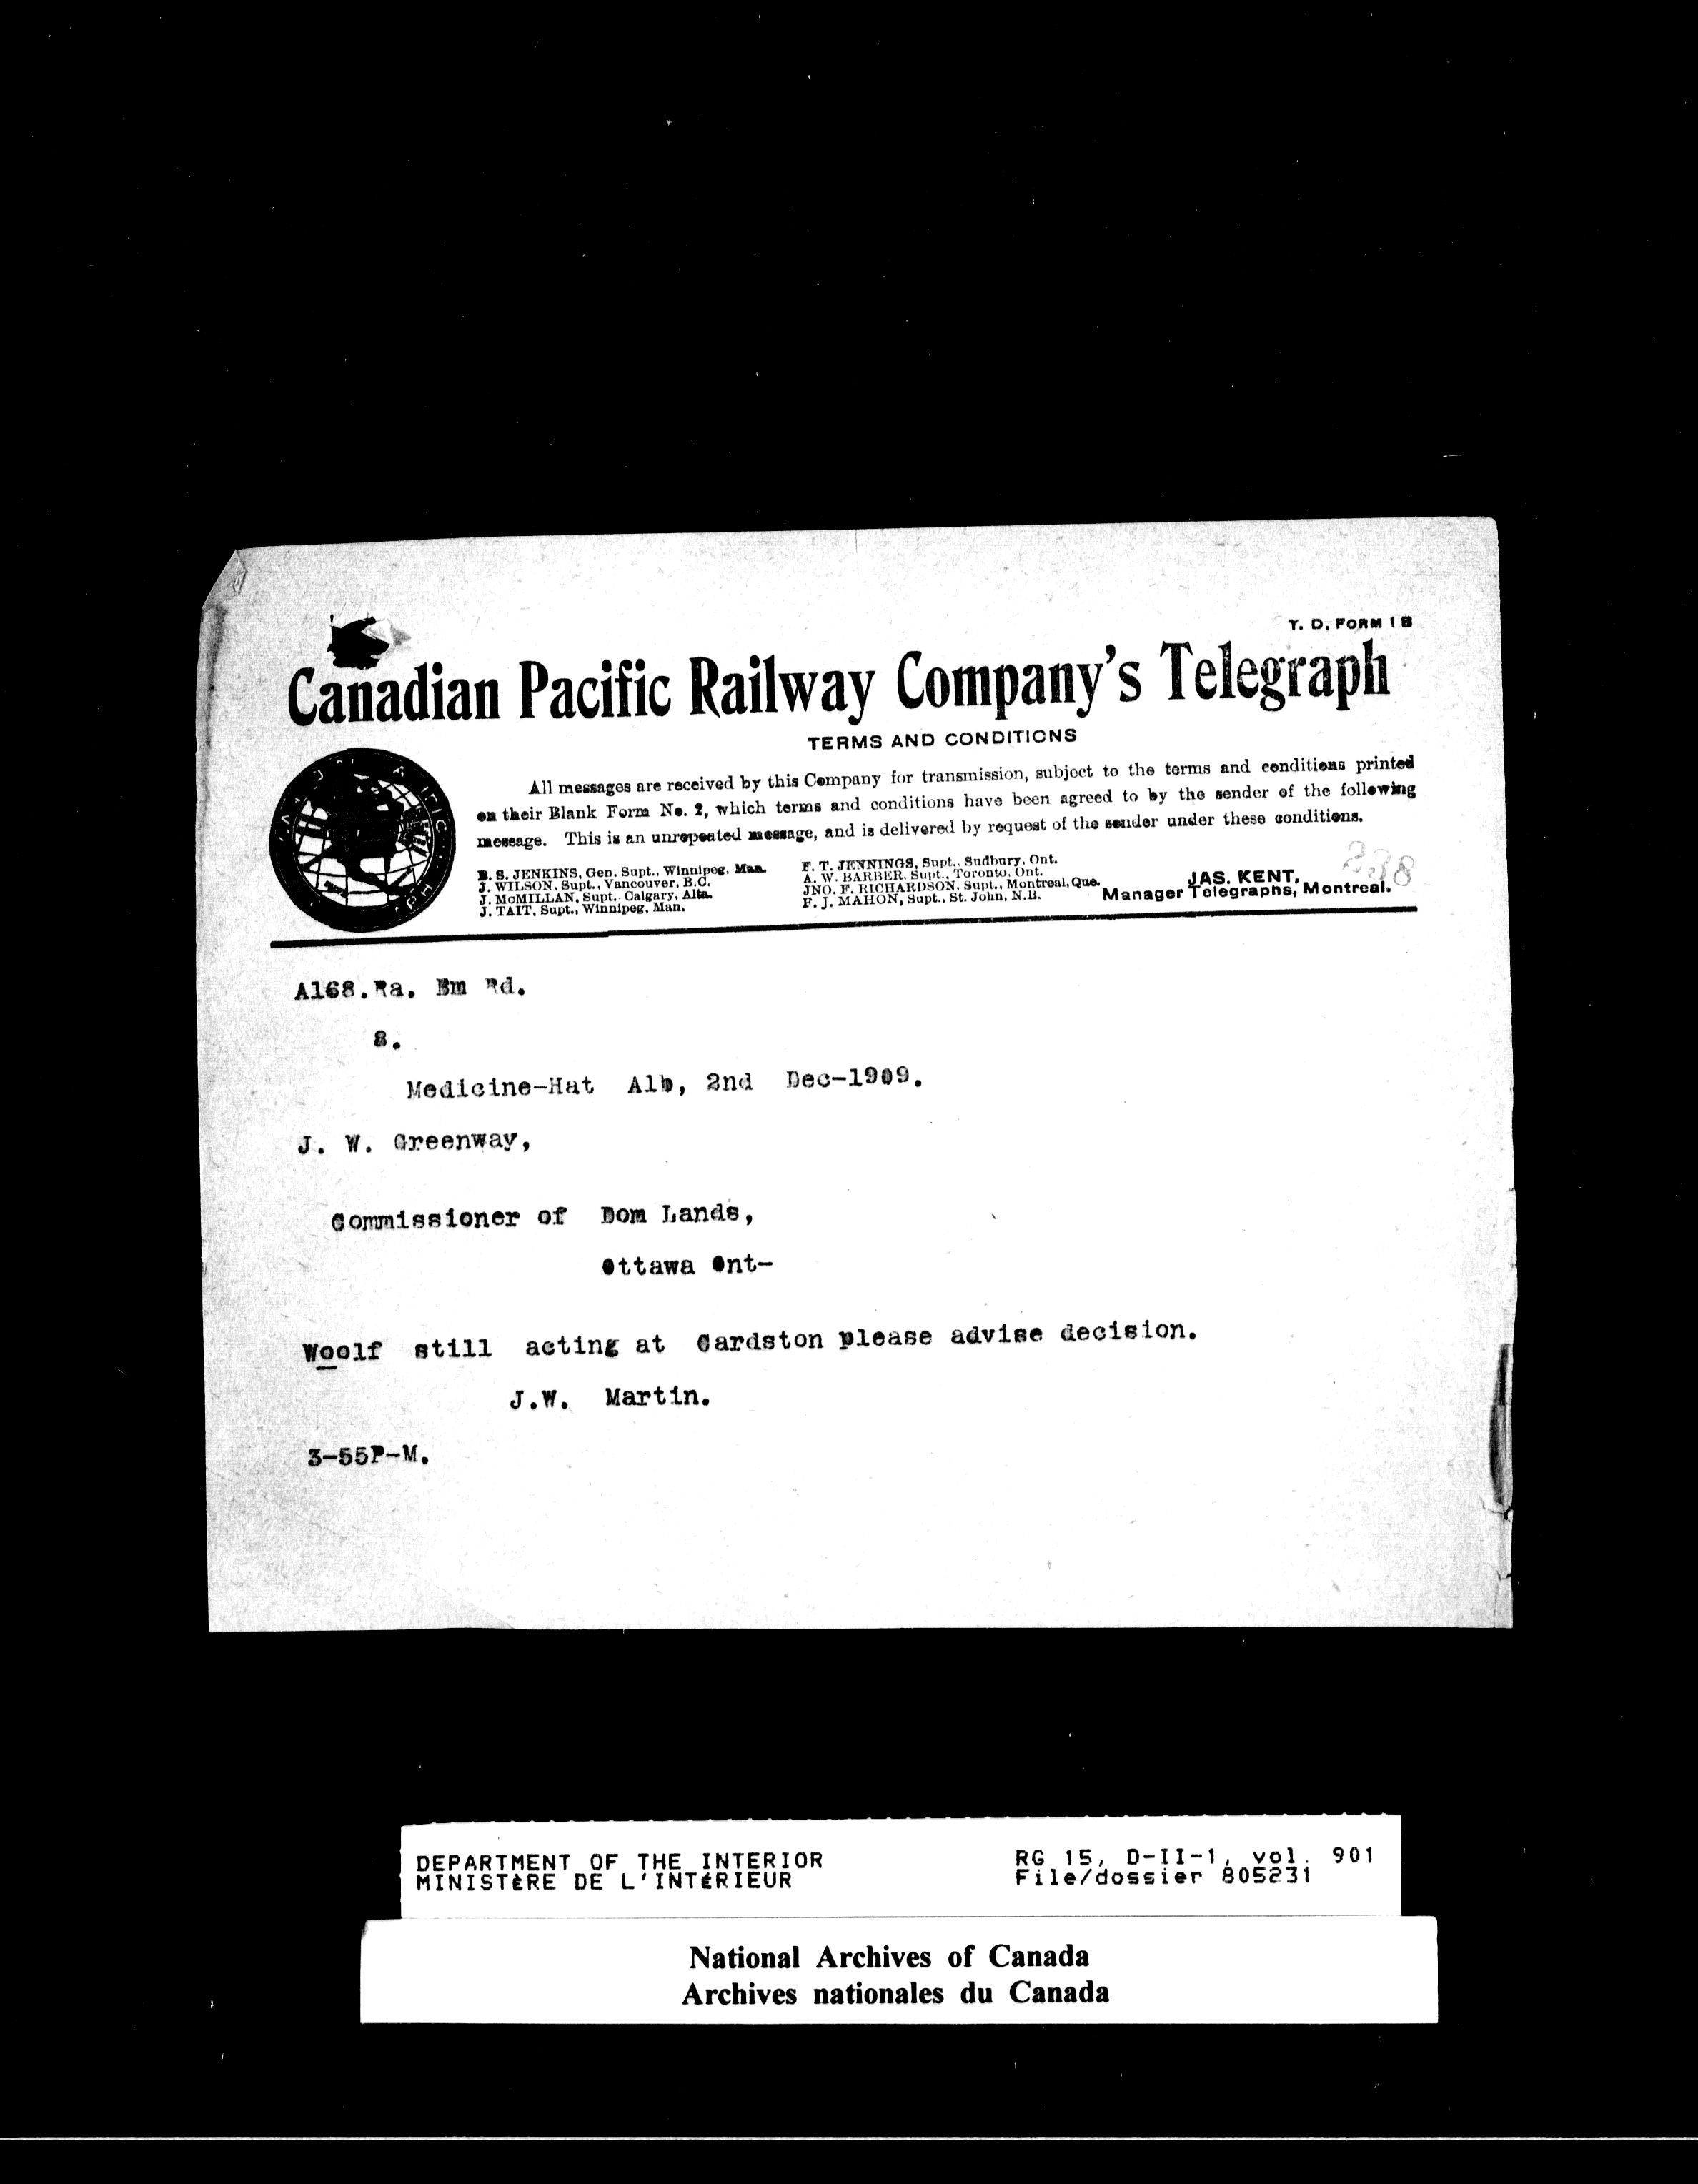 T. D. FORM 1 B
Canadian Pacific Railway Company's Telegraph
TERMS AND CONDITIONS
All messages are received by this Company for transmission, subject to the terms and conditions printed
on their Blank Form No. 2, which terms and conditions have been agreed to by the sender of the following
message. This is an unrepeated message, and is delivered by request of the sender under these conditions.
B. S. JENKINS, Gen. Supt., Winnipeg, Man.
J. WILSON, Supt., Vancouver, B.C.
J. McMILLAN, Supt., Calgary, Alta.
J. TAIT, Supt., Winnipeg, Man.
F. T. JENNINGS, Supt., Sudbury, Ont.
A. W. BARBER, Supt., Toronto, Ont.
JNO. F. RICHARDSON, Supt., Montreal, Que.
F. J. MAHON, Supt., St. John, N.B.
238
JAS. KENT,
Manager Telegraphs, Montreal.
A168.Ra. Bm Rd.
8.
Medicine-Hat Alb, 2nd Dec-1909.
J. W. Greenway,
Commissioner of Dom Lands,
Ottawa Ont-
Woolf still acting at Cardston please advise decision.
J.W. Martin.
3-55P-M.
DEPARTMENT OF THE INTERIOR
MINISTÈRE DE L'INTÉRIEUR
RG 15, D-II-1, vol. 901
File/dossier 805231
National Archives of Canada
Archives nationales du Canada